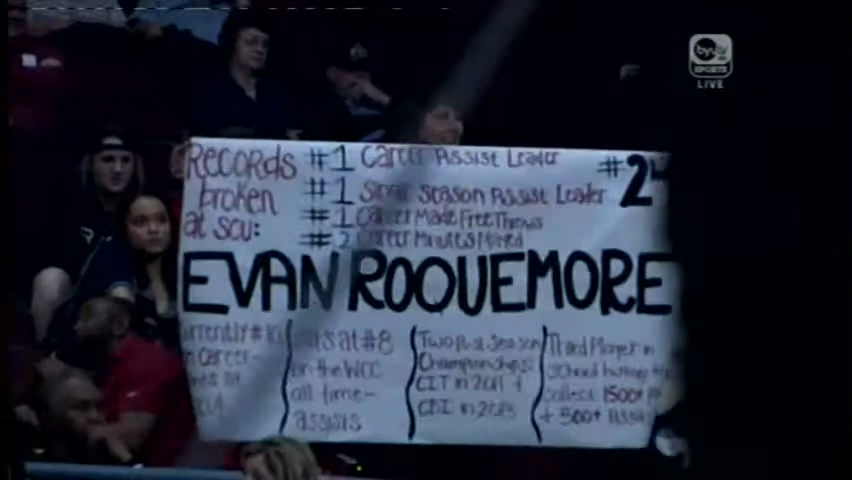 byutv
SPORTS
LIVE
RECORDS #1 Career Assist Leader #24
broken #1 Single Season Assist Leader
at SCU: #1 Career Made Free Throws
#2 Career Minutes Played
EVAN ROQUEMORE
Currently #10
in career
sits at #8
on the WCC
all time
assists
Two Post Season
Championships:
CIT in 2011 +
CBI in 2013
Third Player in
school history to
collect 1500+
+ 500+